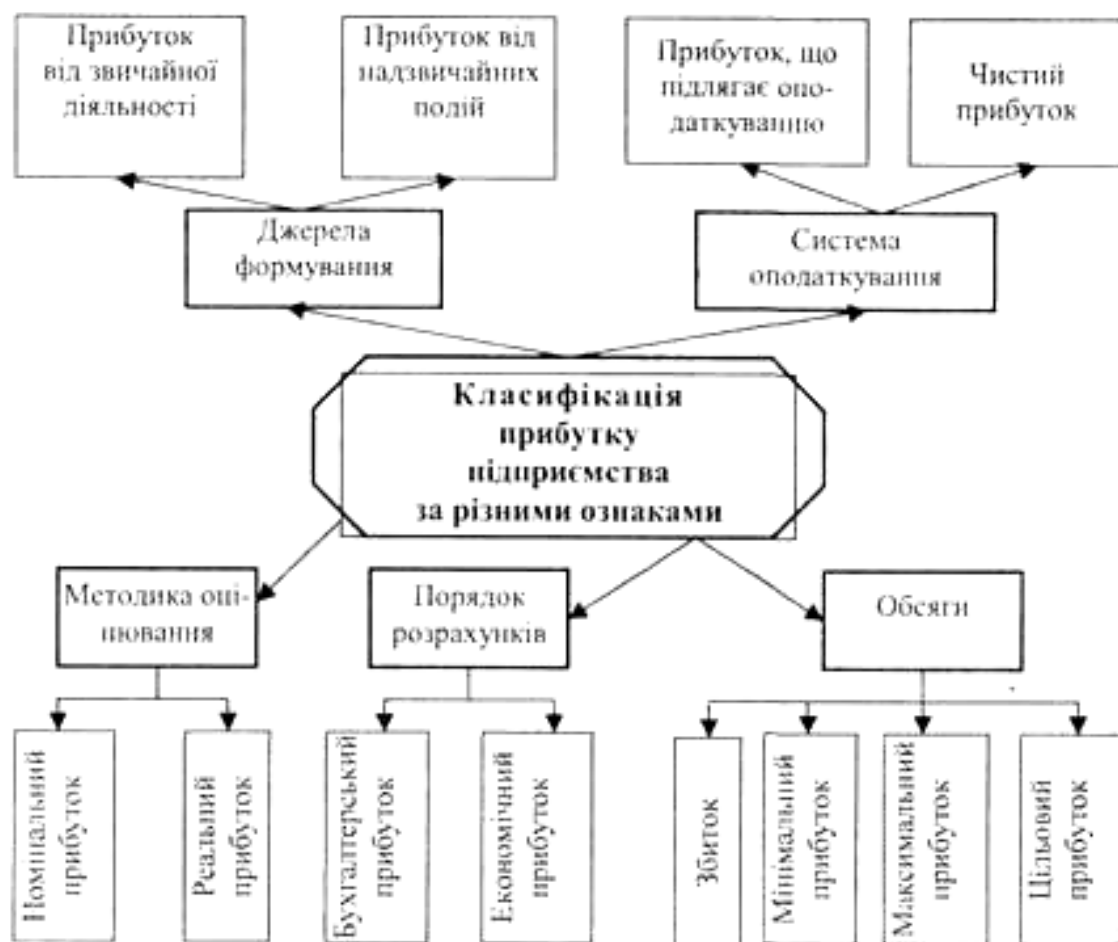 Прибуток
від звичайної
діяльності
Прибуток від
надзвичайних
подій
Прибуток, що
підлягає опо-
даткуванню
Чистий
прибуток
Джерела
формування
Система
оподаткування
Класифікація
прибутку
підприємства
за різними ознаками
Методика оці-
нювання
Порядок
розрахунків
Обсяги
Номінальний
прибуток
Реальний
прибуток
Бухгалтерський
прибуток
Економічний
прибуток
Збиток
Мінімальний
прибуток
Максимальний
прибуток
Цільовий
прибуток